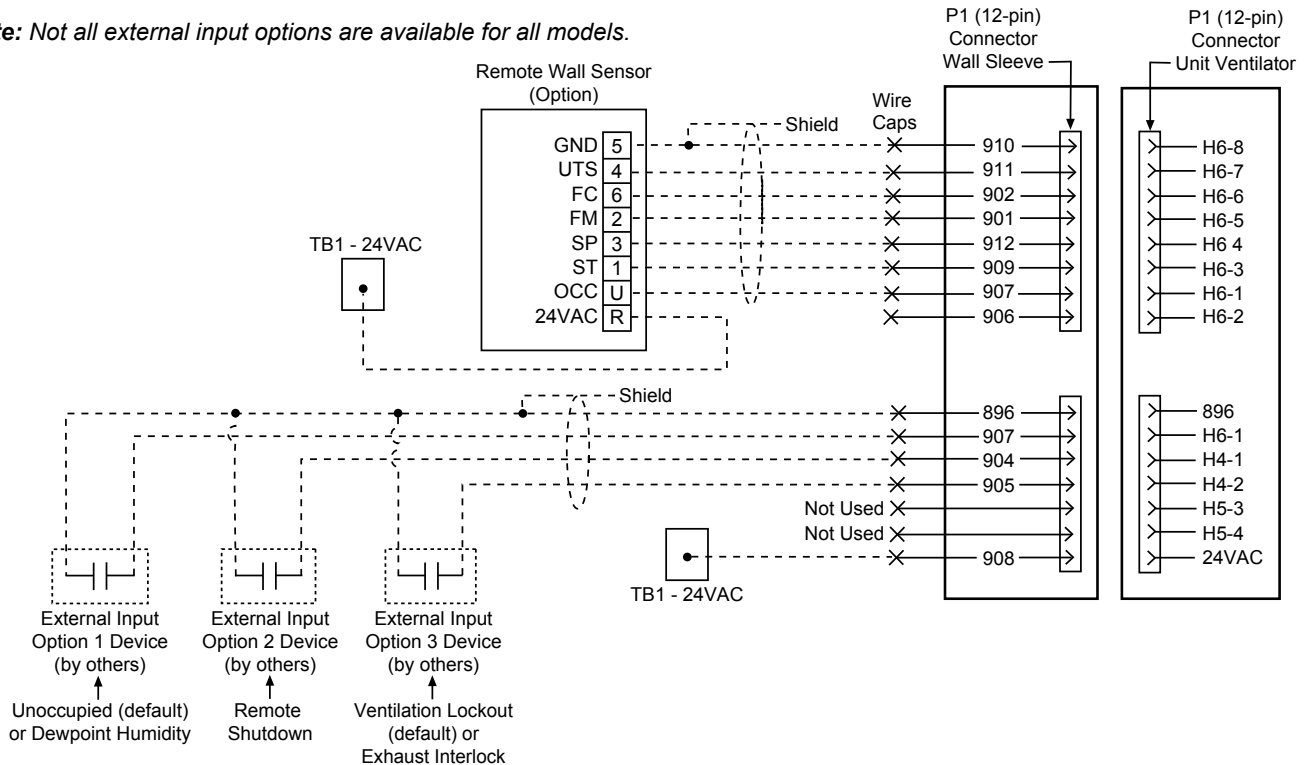 te: Not all external input options are available for all models.
P1 (12-pin)
Connector
Wall Sleeve
P1 (12-pin)
Connector
Unit Ventilator
Remote Wall Sensor
(Option)
Wire
Caps
Shield
GND 5
UTS 4
FC 6
FM 2
SP 3
ST 1
OCC U
24VAC R
TB1 - 24VAC
910
911
902
901
912
909
907
906
H6-8
H6-7
H6-6
H6-5
H6 4
H6-3
H6-1
H6-2
Shield
896
907
904
905
Not Used
Not Used
908
896
H6-1
H4-1
H4-2
H5-3
H5-4
24VAC
TB1 - 24VAC
External Input
Option 1 Device
(by others)
Unoccupied (default)
or Dewpoint Humidity
External Input
Option 2 Device
(by others)
Remote
Shutdown
External Input
Option 3 Device
(by others)
Ventilation Lockout
(default) or
Exhaust Interlock